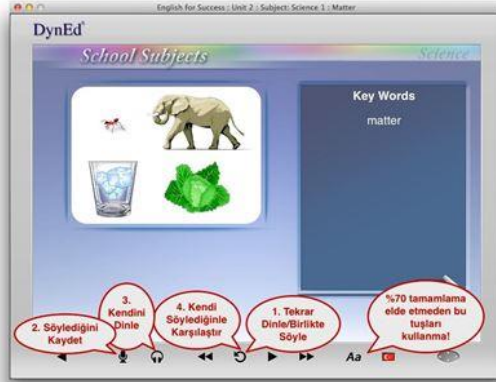 English for Success : Unit 2 : Subject: Science 1 : Matter
DynEd
School Subjects
Science
Key Words
matter
3.
Kendini
Dinle
4. Kendi
Söylediğinle
Karşılaştır
1. Tekrar
Dinle/Birlikte
Söyle
%70 tamamlama
elde etmeden bu
tuşları
kullanma!
2. Söylediğini
Kaydet
Aa